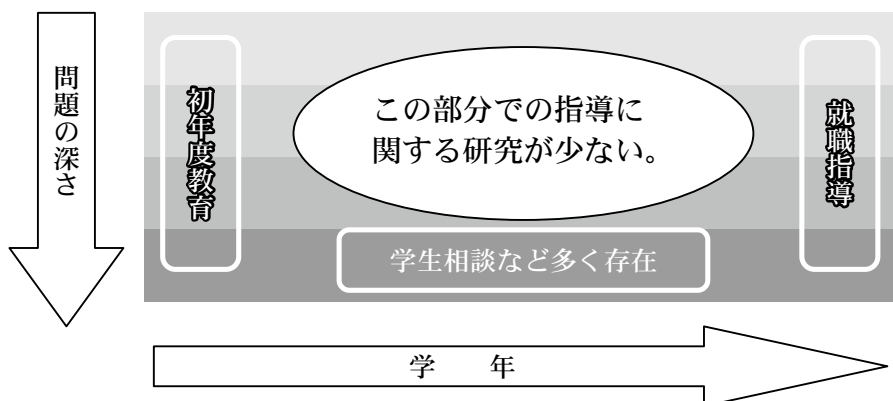 問題の深さ
初年度教育
この部分での指導に
関する研究が少ない。
就職指導
学生相談など多く存在
学　年